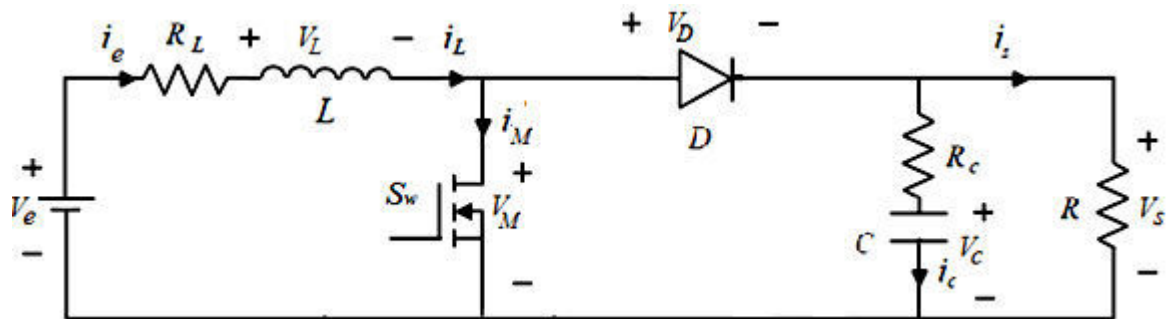 i_e R_L + V_L − i_L + V_D − i_s
L i_M D
+ V_e −
S_w + V_M −
R_c
C + V_c −
i_c
R + V_s −